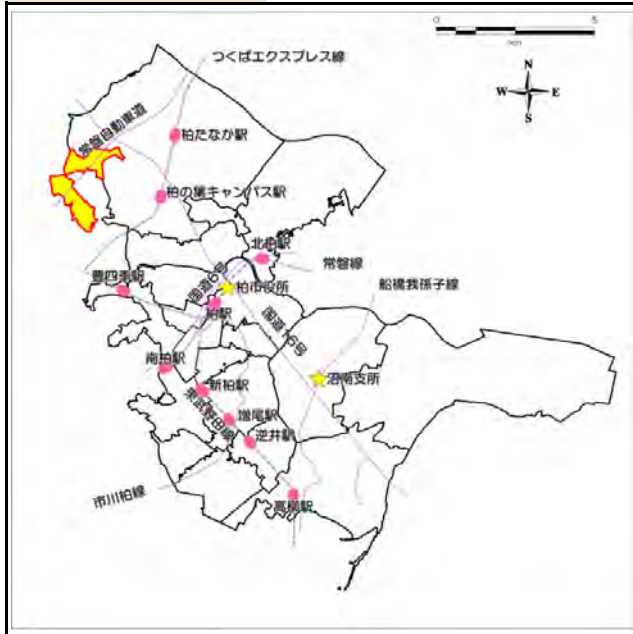 0
5
つくばエクスプレス線
N
W
E
S
常磐自動車道
柏たなか駅
柏の葉キャンパス駅
北柏駅
常磐線
国道6号
豊四季駅
柏市役所
船橋我孫子線
柏駅
国道16号
南柏駅
沼南支所
新柏駅
東武野田線
増尾駅
逆井駅
市川柏線
高柳駅